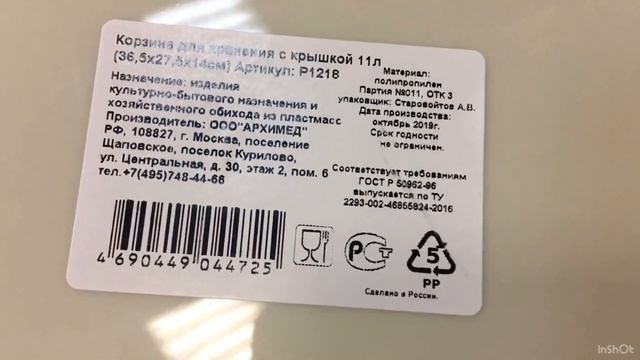 Корзина для хранения с крышкой 11л
(36,5х27,5х14см) Артикул: Р1218
Назначение: изделия
культурно-бытового назначения и
хозяйственного обихода из пластмасс
Производитель: ООО"АРХИМЕД"
РФ, 108827, г. Москва, поселение
Щаповское, поселок Курилово,
ул. Центральная, д. 30, этаж 2, пом. 6
тел.+7(495)748-44-66
Материал:
полипропилен
Партия №011, ОТК 3
упаковщик: Старовойтов А.В.
Дата производства:
октябрь 2019г.
Срок годности
не ограничен.
Соответствует требованиям
ГОСТ Р 50962-96
выпускается по ТУ
2293-002-46855824-2016
4 690449 044725
РСТ
5
PP
Сделано в России.
InShOt